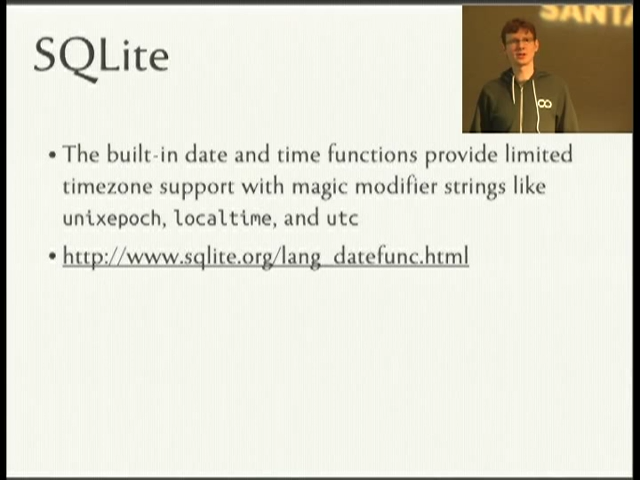 SANTA
SQLite
• The built-in date and time functions provide limited
timezone support with magic modifier strings like
unixepoch, localtime, and utc
• http://www.sqlite.org/lang_datefunc.html